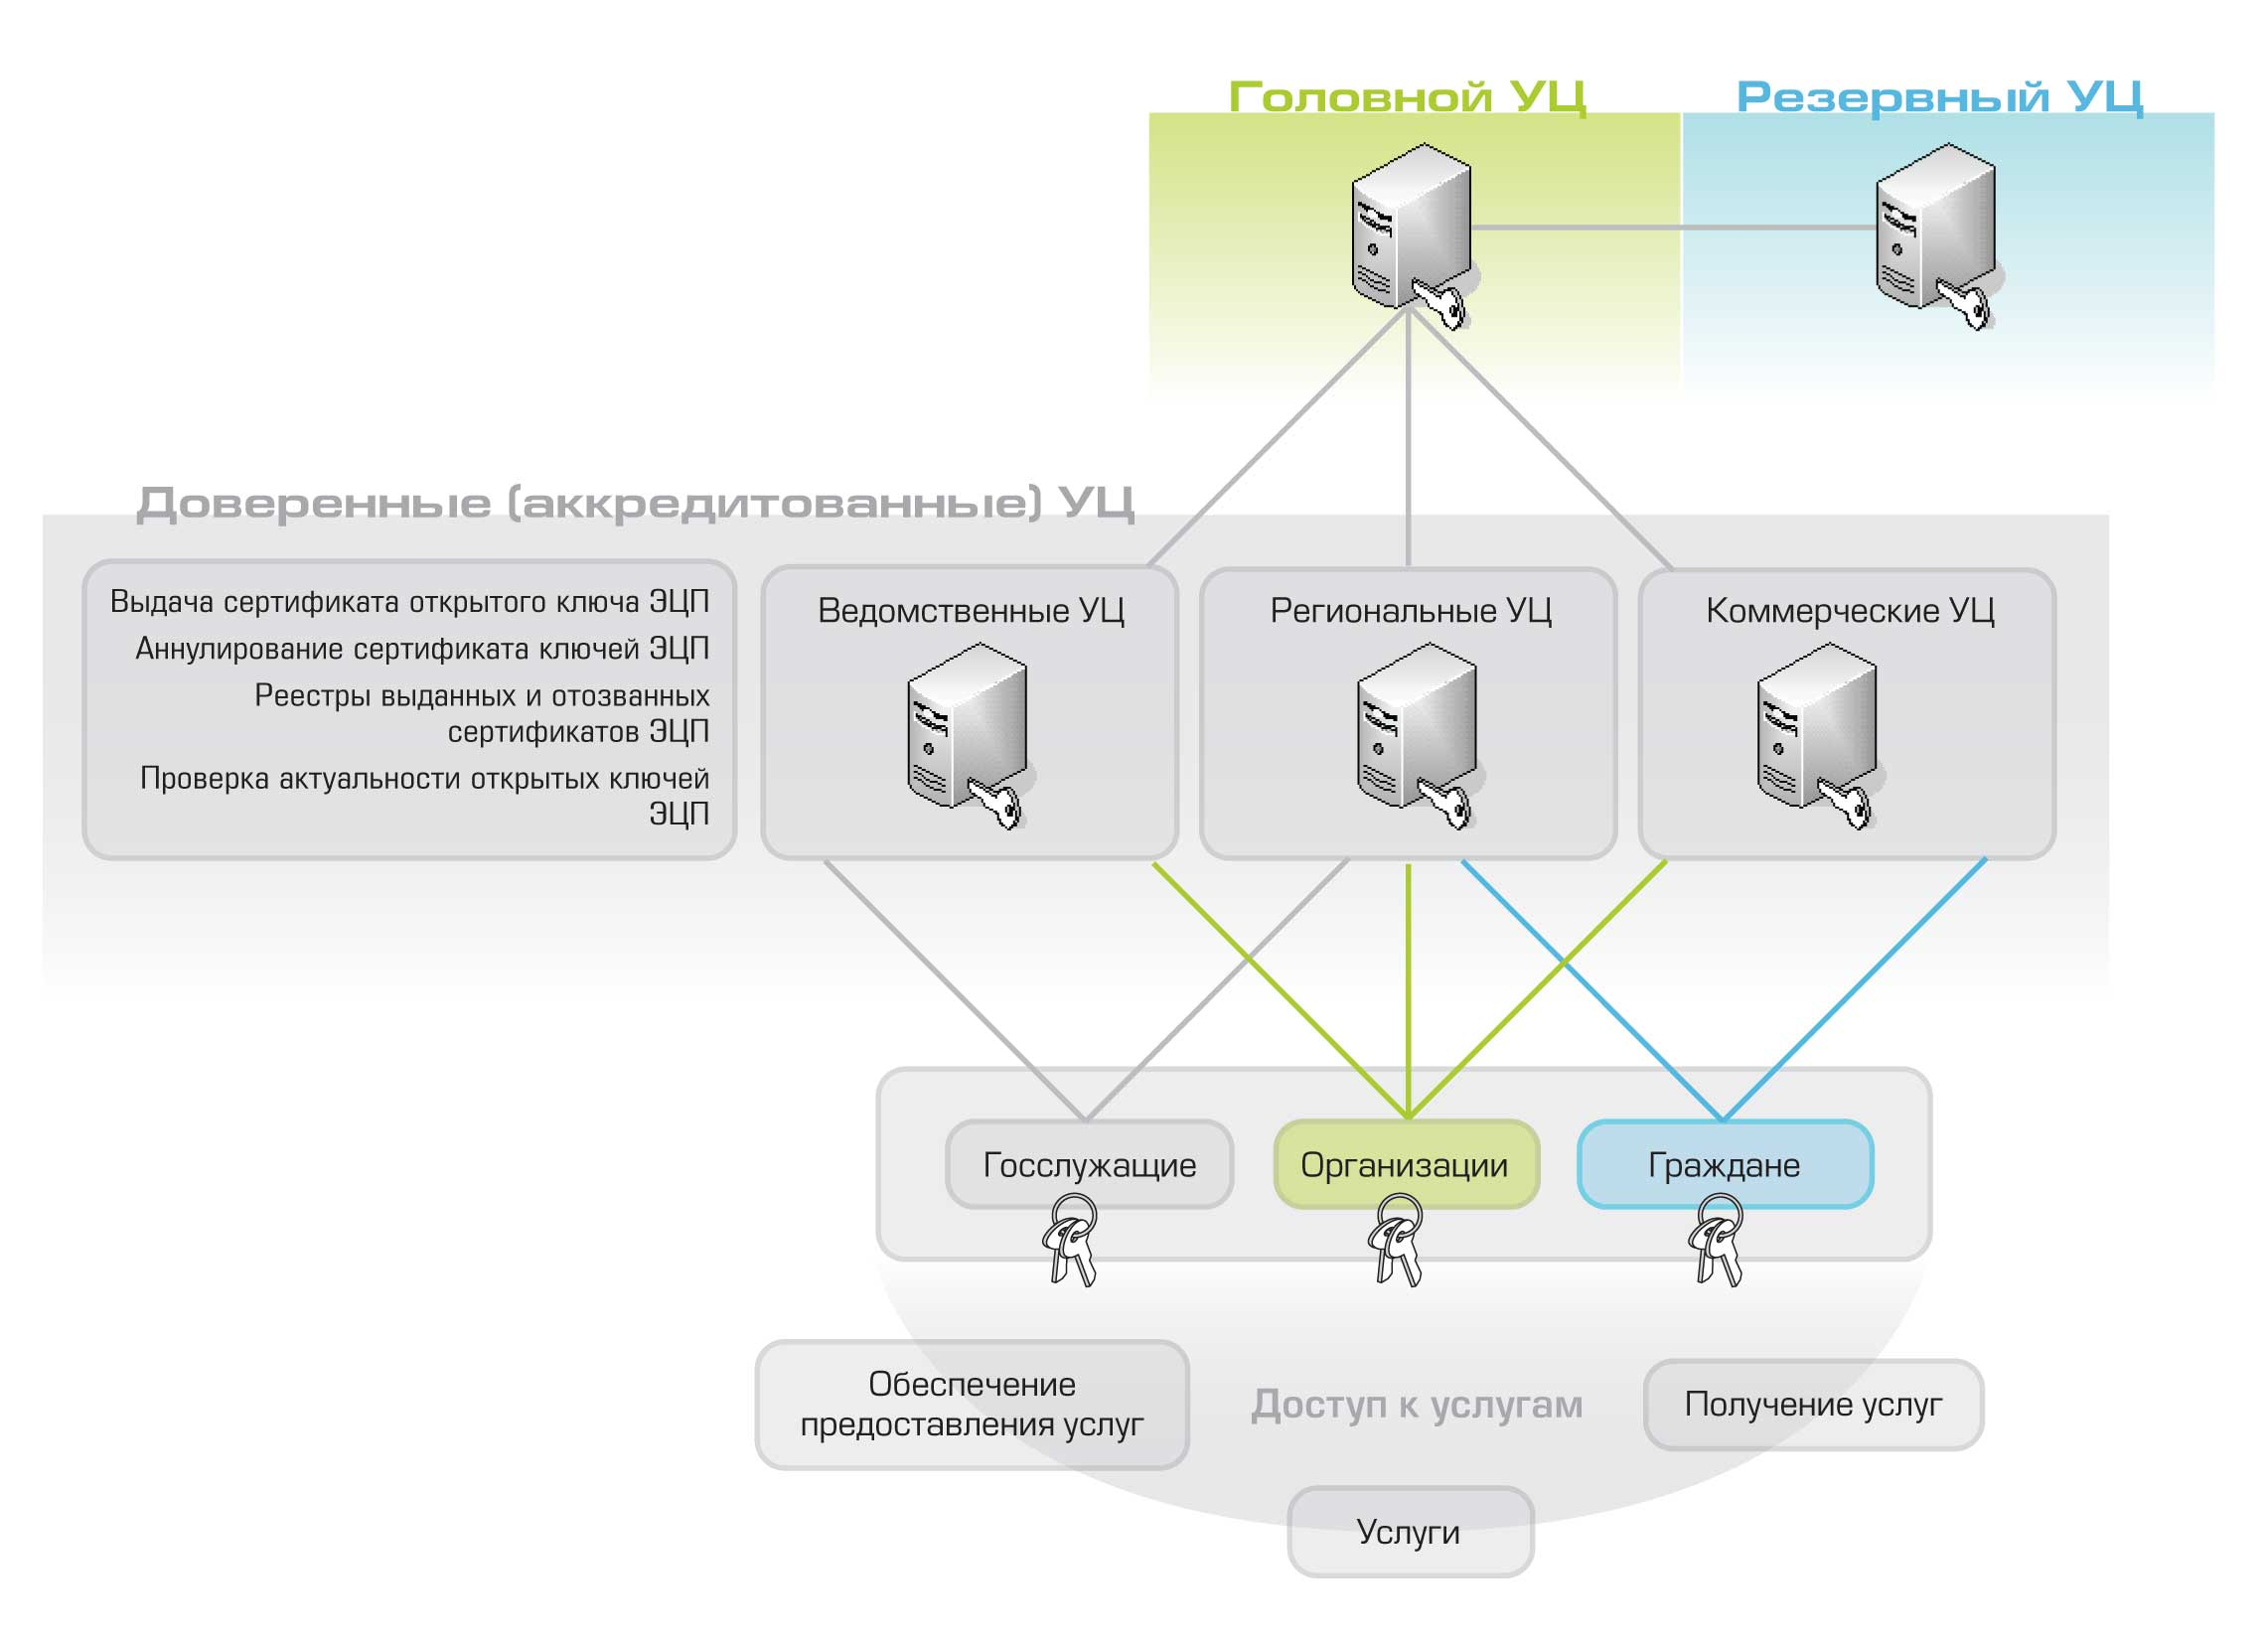 Головной УЦ
Резервный УЦ
Доверенные (аккредитованные) УЦ
Выдача сертификата открытого ключа ЭЦП
Аннулирование сертификата ключей ЭЦП
Реестры выданных и отозванных
сертификатов ЭЦП
Проверка актуальности открытых ключей
ЭЦП
Ведомственные УЦ
Региональные УЦ
Коммерческие УЦ
Госслужащие
Организации
Граждане
Обеспечение
предоставления услуг
Доступ к услугам
Получение услуг
Услуги